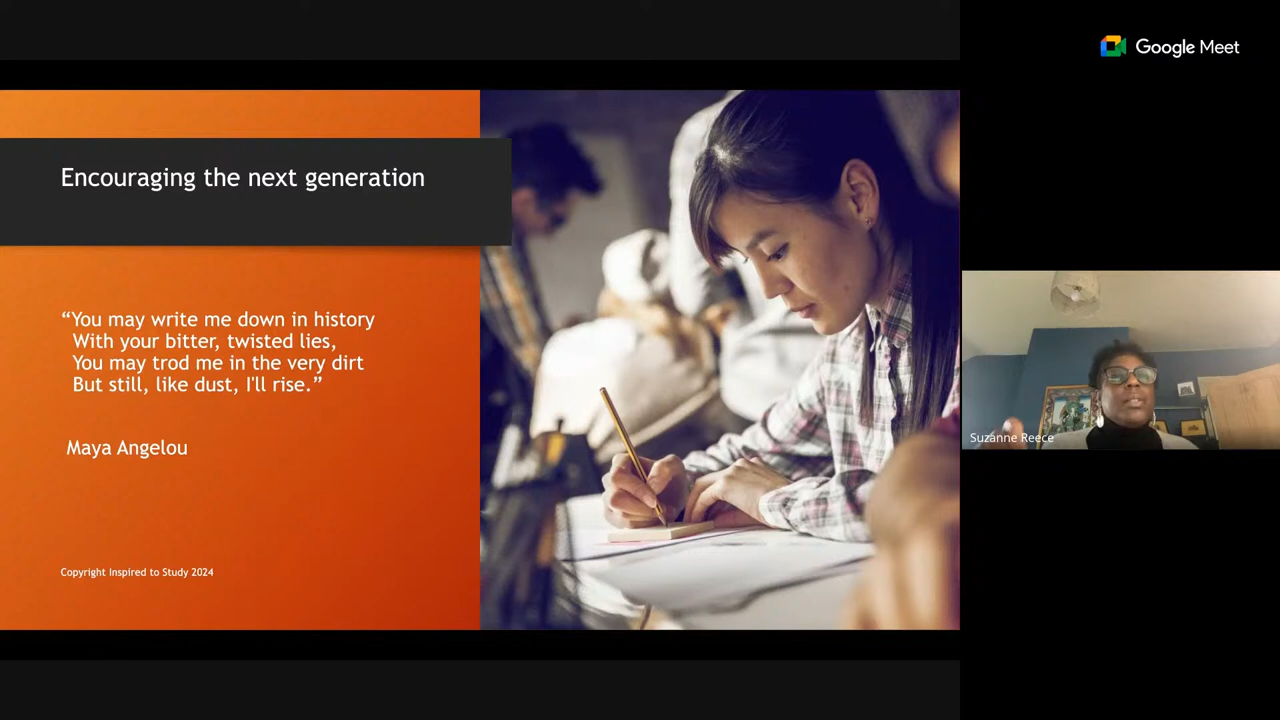 Google Meet
Encouraging the next generation
“You may write me down in history
With your bitter, twisted lies,
You may trod me in the very dirt
But still, like dust, I'll rise.”
Maya Angelou
Copyright Inspired to Study 2024
Suzanne Reece